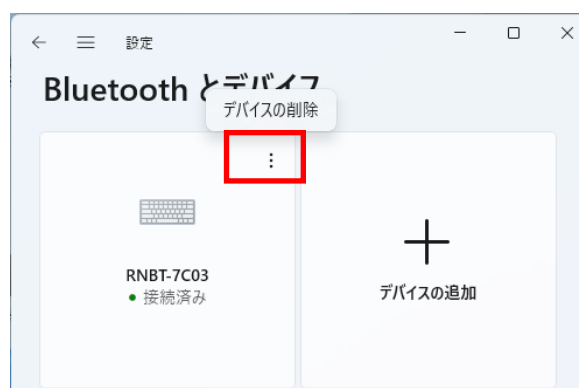 設定
Bluetooth とデバイス
デバイスの削除
RNBT-7C03
接続済み
デバイスの追加